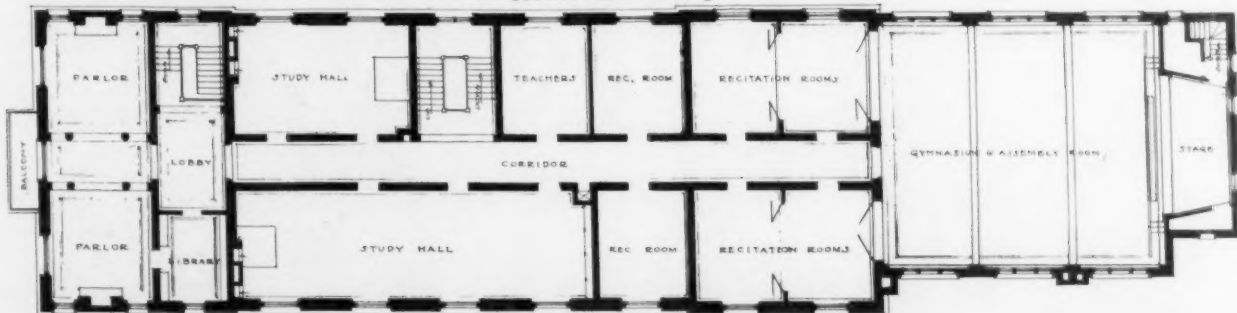 PARLOR
STUDY HALL
TEACHERS
REC. ROOM
RECITATION ROOMS
BALCONY
LOBBY
CORRIDOR
GYMNASIUM & ASSEMBLY ROOM
STAGE
PARLOR
LIBRARY
STUDY HALL
REC ROOM
RECITATION ROOMS